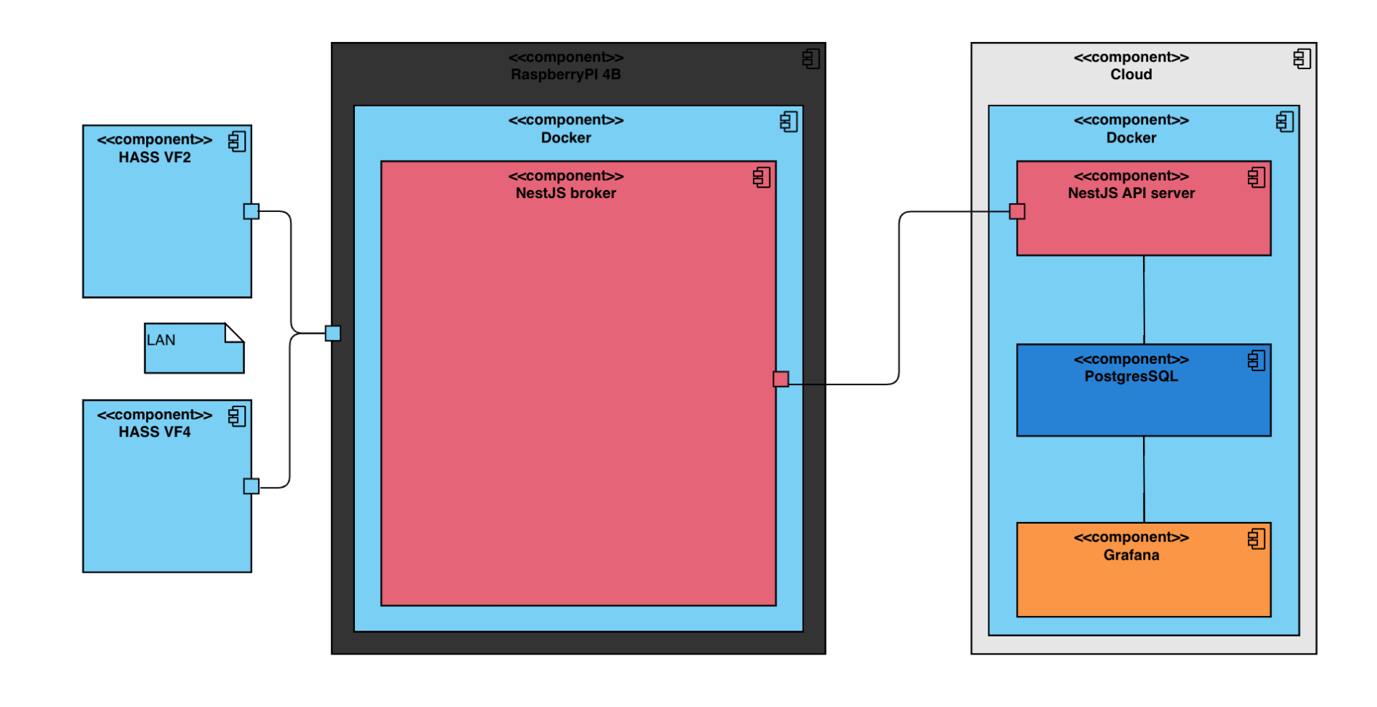 <<component>>
HASS VF2
LAN
<<component>>
HASS VF4
<<component>>
RaspberryPI 4B
<<component>>
Docker
<<component>>
NestJS broker
<<component>>
Cloud
<<component>>
Docker
<<component>>
NestJS API server
<<component>>
PostgresSQL
<<component>>
Grafana